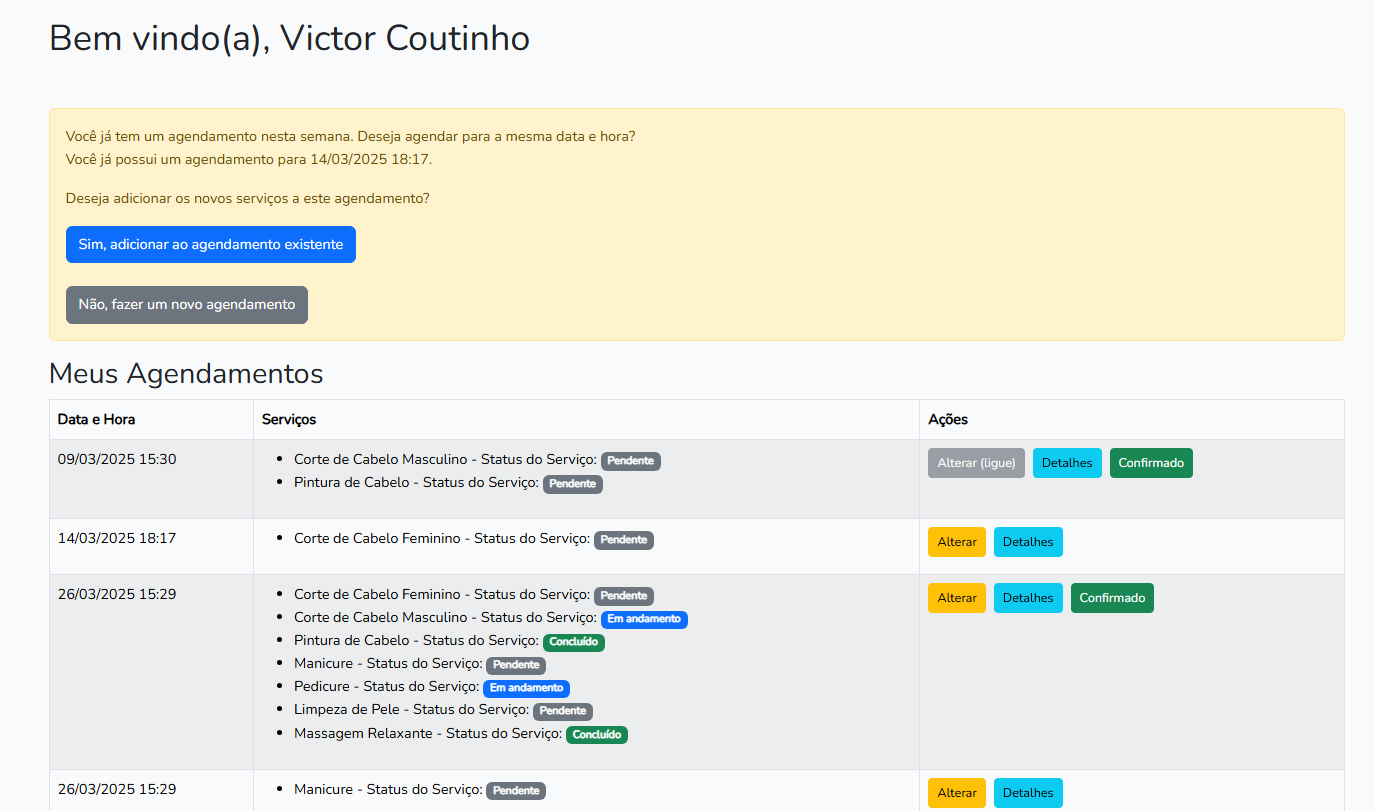 Bem vindo(a), Victor Coutinho
Você já tem um agendamento nesta semana. Deseja agendar para a mesma data e hora?
Você já possui um agendamento para 14/03/2025 18:17.
Deseja adicionar os novos serviços a este agendamento?
Sim, adicionar ao agendamento existente
Não, fazer um novo agendamento
Meus Agendamentos
Data e Hora Serviços Ações
09/03/2025 15:30 Corte de Cabelo Masculino - Status do Serviço: Pendente Alterar (ligue) Detalhes Confirmado
Pintura de Cabelo - Status do Serviço: Pendente
14/03/2025 18:17 Corte de Cabelo Feminino - Status do Serviço: Pendente Alterar Detalhes
26/03/2025 15:29 Corte de Cabelo Feminino - Status do Serviço: Pendente Alterar Detalhes Confirmado
Corte de Cabelo Masculino - Status do Serviço: Em andamento
Pintura de Cabelo - Status do Serviço: Concluído
Manicure - Status do Serviço: Pendente
Pedicure - Status do Serviço: Em andamento
Limpeza de Pele - Status do Serviço: Pendente
Massagem Relaxante - Status do Serviço: Concluído
26/03/2025 15:29 Manicure - Status do Serviço: Pendente Alterar Detalhes